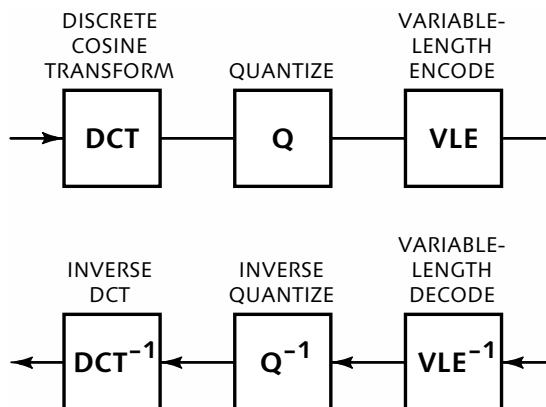 DISCRETE
COSINE
TRANSFORM
QUANTIZE
VARIABLE-
LENGTH
ENCODE
DCT
Q
VLE
INVERSE
DCT
INVERSE
QUANTIZE
VARIABLE-
LENGTH
DECODE
DCT⁻¹
Q⁻¹
VLE⁻¹